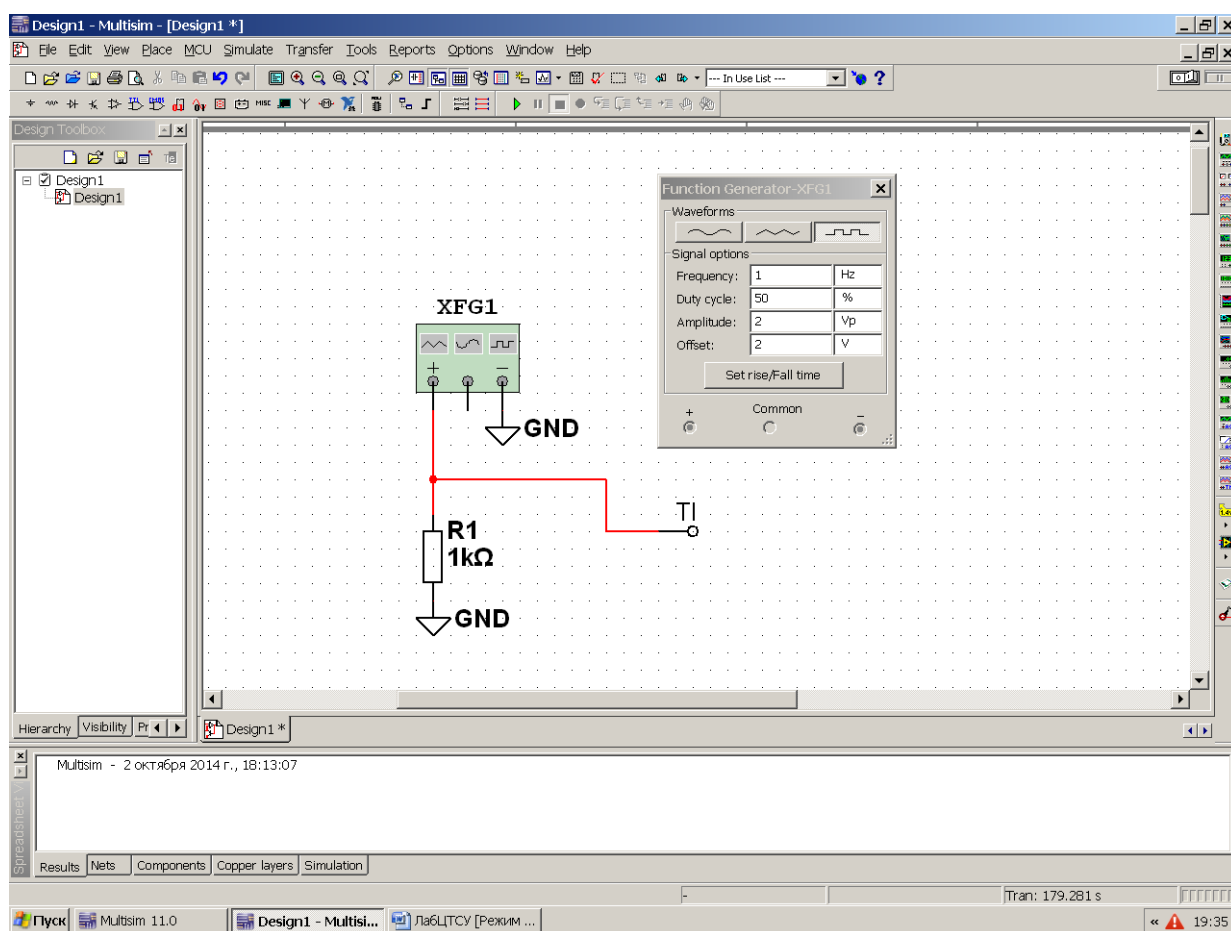 Design1 - Multisim - [Design1 *]
File Edit View Place MCU Simulate Transfer Tools Reports Options Window Help
--- In Use List ---
MISC
Design Toolbox
Design1
Design1
Function Generator-XFG1
Waveforms
Signal options
Frequency: 1 Hz
Duty cycle: 50 %
Amplitude: 2 Vp
Offset: 2 V
Set rise/Fall time
+ Common -
XFG1
+ -
GND
TI
R1
1kΩ
GND
Hierarchy Visibility Pr
Design1 *
Multisim - 2 октября 2014 г., 18:13:07
Results Nets Components Copper layers Simulation
- Tran: 179.281 s
Пуск Multisim 11.0 Design1 - Multisi... ЛабЦТСУ [Режим ... « 19:35